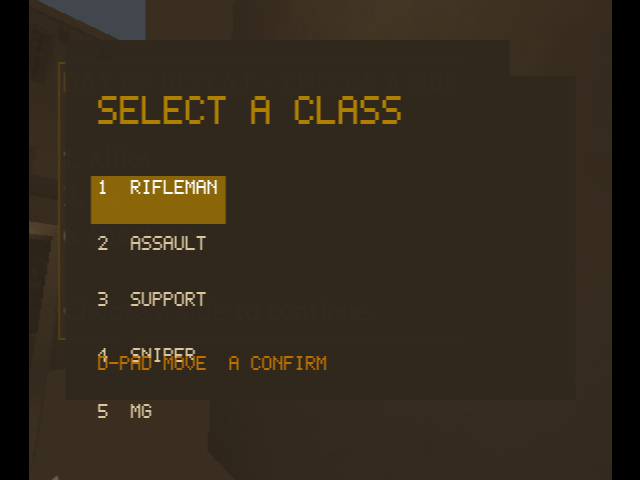 SELECT A CLASS
1 RIFLEMAN
2 ASSAULT
3 SUPPORT
4 SNIPER
D-PAD MOVE A CONFIRM
5 MG